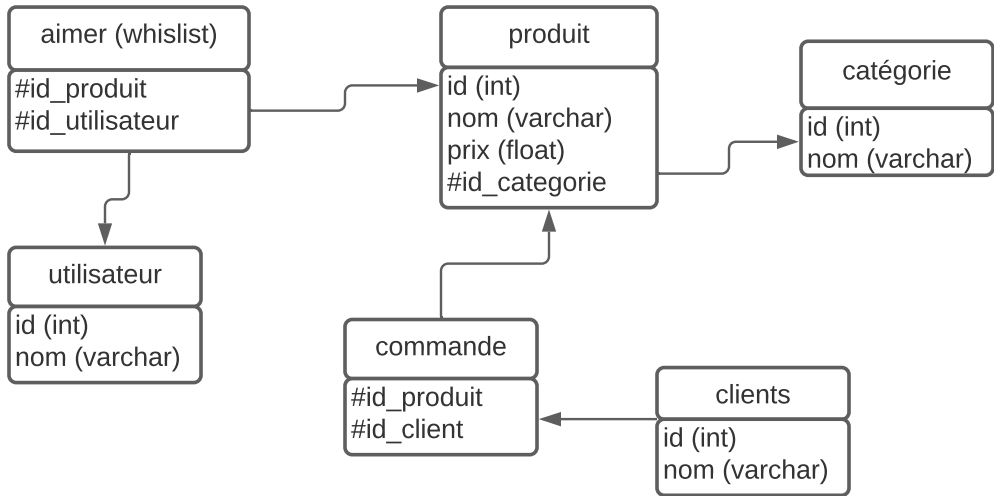 aimer (whislist)
#id_produit
#id_utilisateur
produit
id (int)
nom (varchar)
prix (float)
#id_categorie
catégorie
id (int)
nom (varchar)
utilisateur
id (int)
nom (varchar)
commande
#id_produit
#id_client
clients
id (int)
nom (varchar)